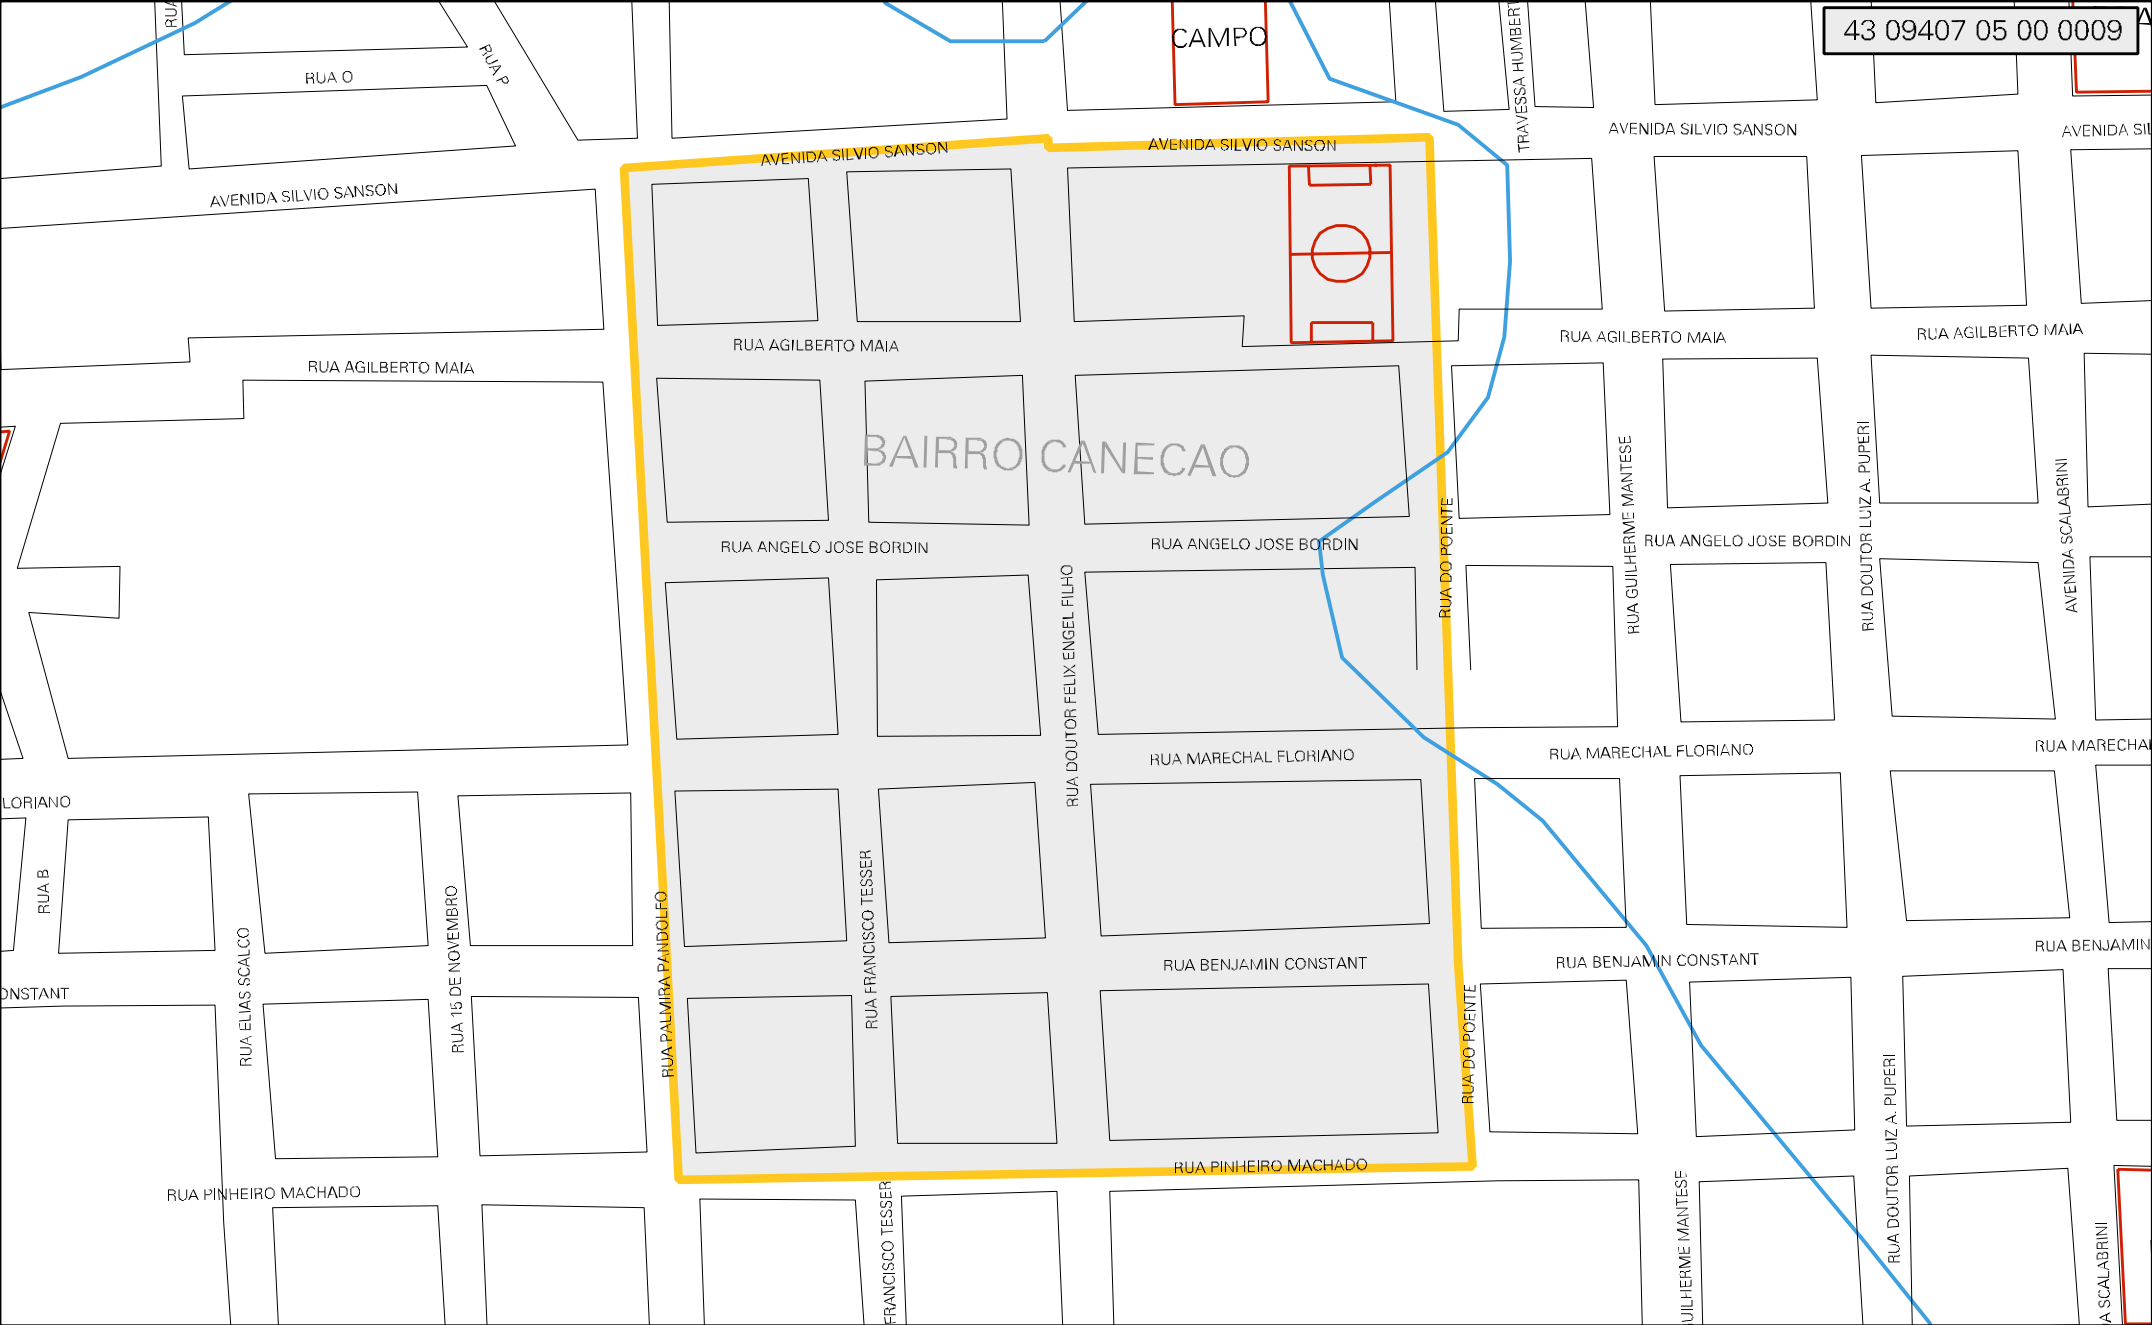 RUA
CAMPO
43 09407 05 00 0009
RUA O
RUA P
TRAVESSA HUMBERT
AVENIDA SILVIO SANSON
AVENIDA SIL
AVENIDA SILVIO SANSON
AVENIDA SILVIO SANSON
AVENIDA SILVIO SANSON
RUA AGILBERTO MAIA
RUA AGILBERTO MAIA
RUA AGILBERTO MAIA
RUA AGILBERTO MAIA
BAIRRO CANECAO
RUA DO POENTE
RUA GUILHERME MANTESE
RUA DOUTOR LUIZ A. PUPERI
AVENIDA SCALABRINI
RUA ANGELO JOSE BORDIN
RUA ANGELO JOSE BORDIN
RUA ANGELO JOSE BORDIN
RUA DOUTOR FELIX ENGEL FILHO
RUA MARECHAL FLORIANO
RUA MARECHAL FLORIANO
RUA MARECHAL
LORIANO
RUA B
RUA ELIAS SCALCO
RUA 15 DE NOVEMBRO
RUA PALMIRA PANDOLFO
RUA FRANCISCO TESSER
RUA BENJAMIN CONSTANT
RUA BENJAMIN CONSTANT
RUA BENJAMIN
ONSTANT
RUA DO POENTE
RUA DOUTOR LUIZ A. PUPERI
RUA PINHEIRO MACHADO
RUA PINHEIRO MACHADO
FRANCISCO TESSER
UILHERME MANTESE
A SCALABRINI